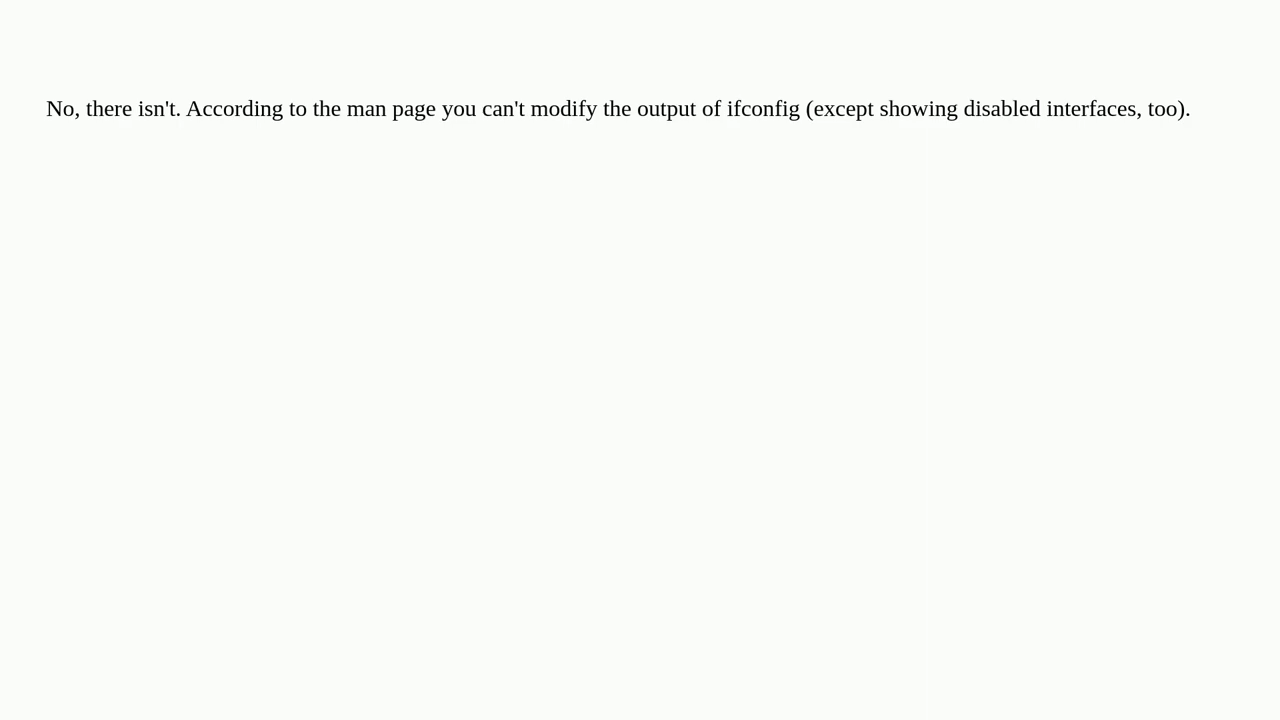 No, there isn't. According to the man page you can't modify the output of ifconfig (except showing disabled interfaces, too).